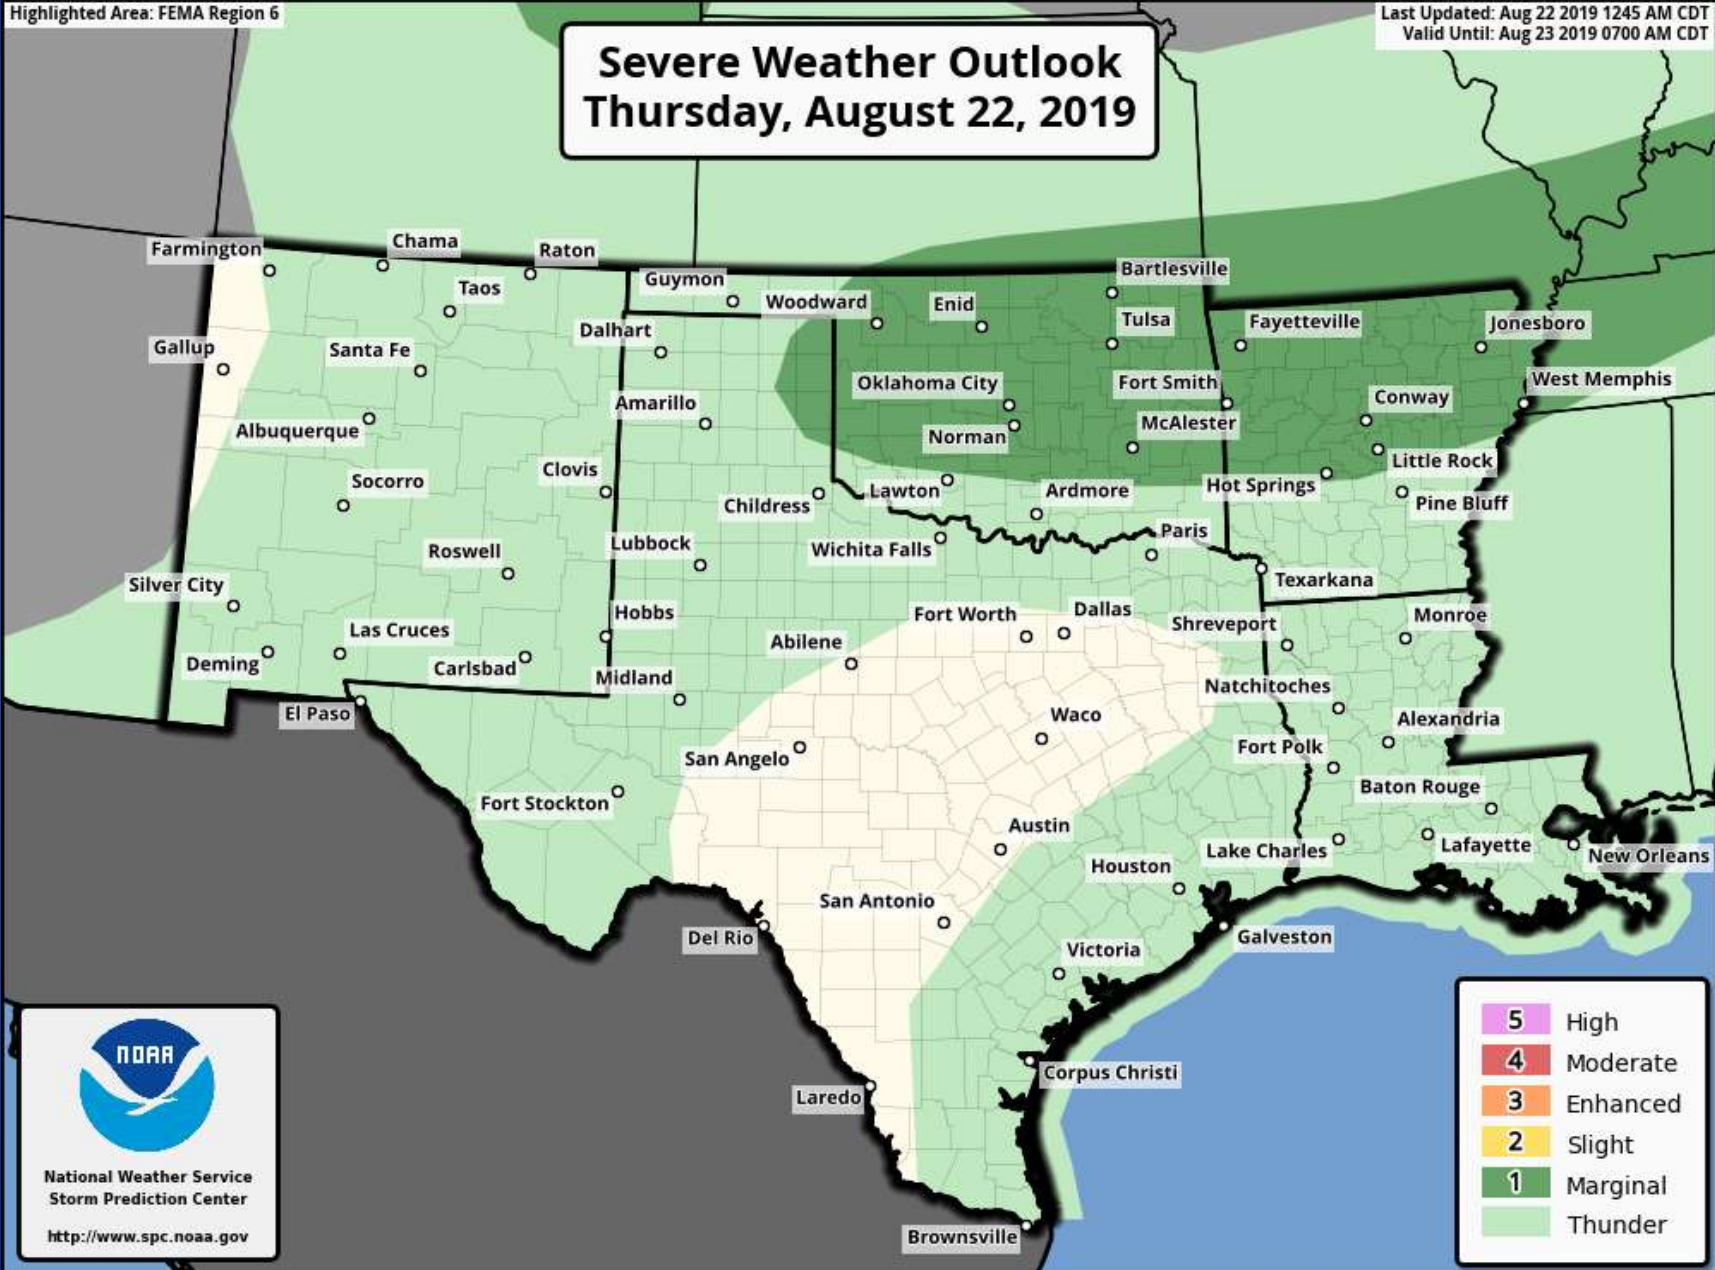 Highlighted Area: FEMA Region 6
Last Updated: Aug 22 2019 1245 AM CDT
Valid Until: Aug 23 2019 0700 AM CDT
Severe Weather Outlook
Thursday, August 22, 2019
Farmington
Chama
Raton
Guymon
Bartlesville
Taos
Woodward
Enid
Tulsa
Fayetteville
Jonesboro
Gallup
Santa Fe
Dalhart
Oklahoma City
Fort Smith
West Memphis
Albuquerque
Amarillo
Norman
McAlester
Conway
Socorro
Clovis
Childress
Lawton
Ardmore
Hot Springs
Little Rock
Pine Bluff
Roswell
Lubbock
Wichita Falls
Paris
Silver City
Texarkana
Las Cruces
Hobbs
Fort Worth
Dallas
Shreveport
Monroe
Deming
Carlsbad
Midland
Abilene
Natchitoches
El Paso
Waco
Alexandria
San Angelo
Fort Polk
Fort Stockton
Baton Rouge
Austin
Houston
Lake Charles
Lafayette
New Orleans
San Antonio
Del Rio
Victoria
Galveston
Corpus Christi
Laredo
Brownsville
NOAA
National Weather Service
Storm Prediction Center
http://www.spc.noaa.gov
5 High
4 Moderate
3 Enhanced
2 Slight
1 Marginal
Thunder